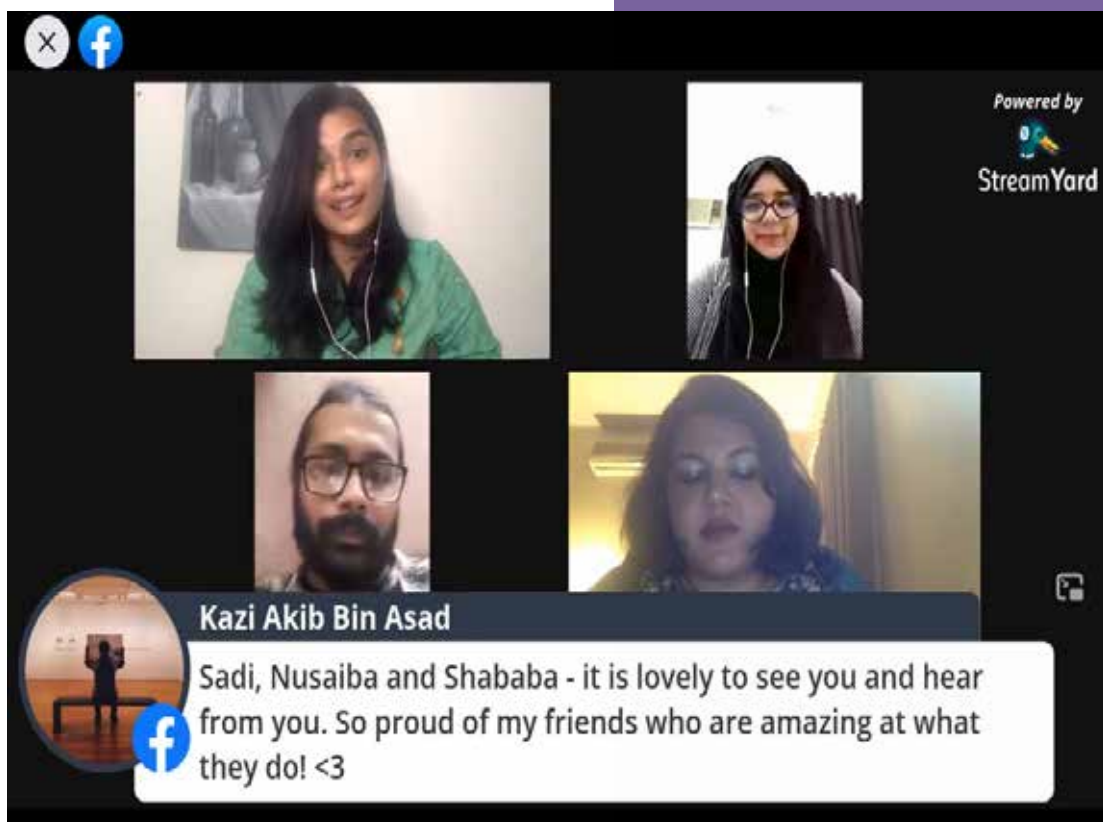 Powered by
StreamYard
Kazi Akib Bin Asad
Sadi, Nusaiba and Shababa - it is lovely to see you and hear
from you. So proud of my friends who are amazing at what
they do! <3